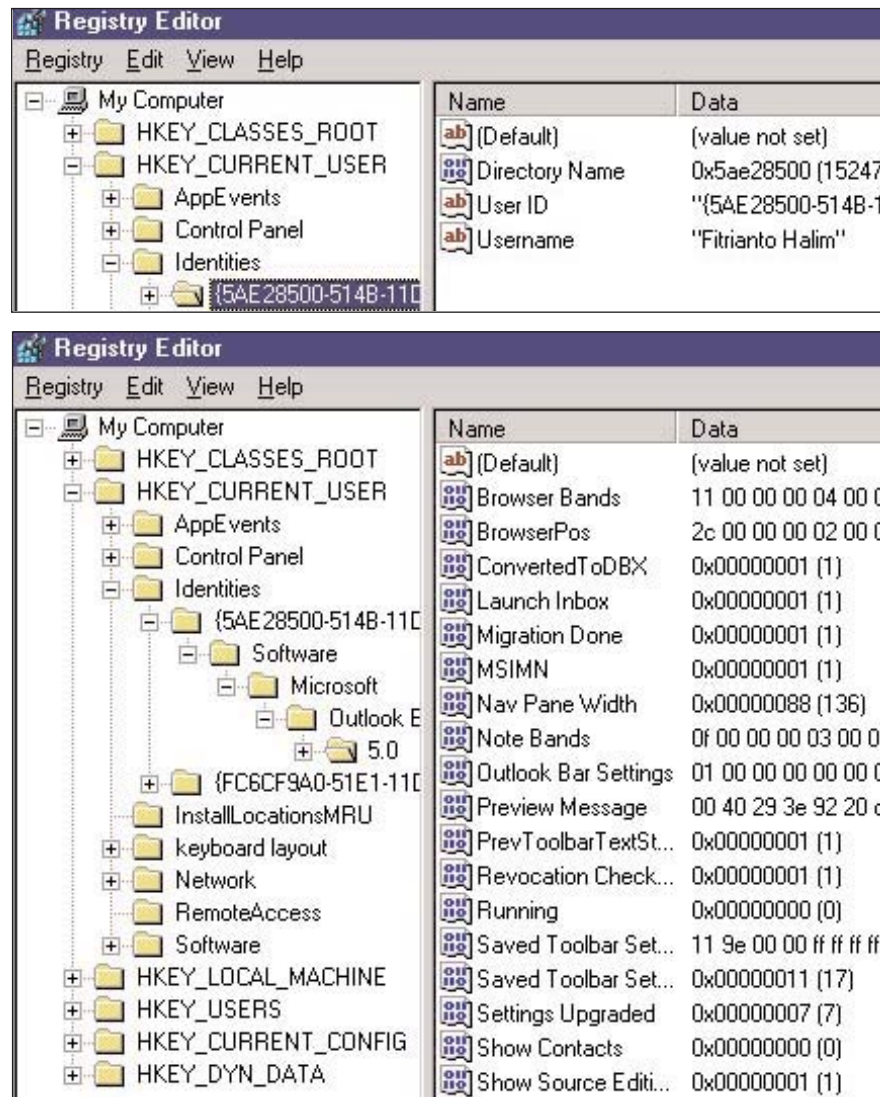 Registry Editor
Registry Edit View Help
My Computer
HKEY_CLASSES_ROOT
HKEY_CURRENT_USER
AppEvents
Control Panel
Identities
{5AE28500-514B-11D
Name Data
(Default) (value not set)
Directory Name 0x5ae28500 (15247
User ID "{5AE28500-514B-1
Username "Fitrianto Halim"
Registry Editor
Registry Edit View Help
My Computer
HKEY_CLASSES_ROOT
HKEY_CURRENT_USER
AppEvents
Control Panel
Identities
{5AE28500-514B-11D
Software
Microsoft
Outlook E
5.0
{FC6CF9A0-51E1-11D
InstallLocationsMRU
keyboard layout
Network
RemoteAccess
Software
HKEY_LOCAL_MACHINE
HKEY_USERS
HKEY_CURRENT_CONFIG
HKEY_DYN_DATA
Name Data
(Default) (value not set)
Browser Bands 11 00 00 00 04 00 0
BrowserPos 2c 00 00 00 02 00 0
ConvertedToDBX 0x00000001 (1)
Launch Inbox 0x00000001 (1)
Migration Done 0x00000001 (1)
MSIMN 0x00000001 (1)
Nav Pane Width 0x00000088 (136)
Note Bands 0f 00 00 00 03 00 0
Outlook Bar Settings 01 00 00 00 00 00 0
Preview Message 00 40 29 3e 92 20 c
PrevToolbarTextSt... 0x00000001 (1)
Revocation Check... 0x00000001 (1)
Running 0x00000000 (0)
Saved Toolbar Set... 11 9e 00 00 ff ff ff ff
Saved Toolbar Set... 0x00000011 (17)
Settings Upgraded 0x00000007 (7)
Show Contacts 0x00000000 (0)
Show Source Editi... 0x00000001 (1)